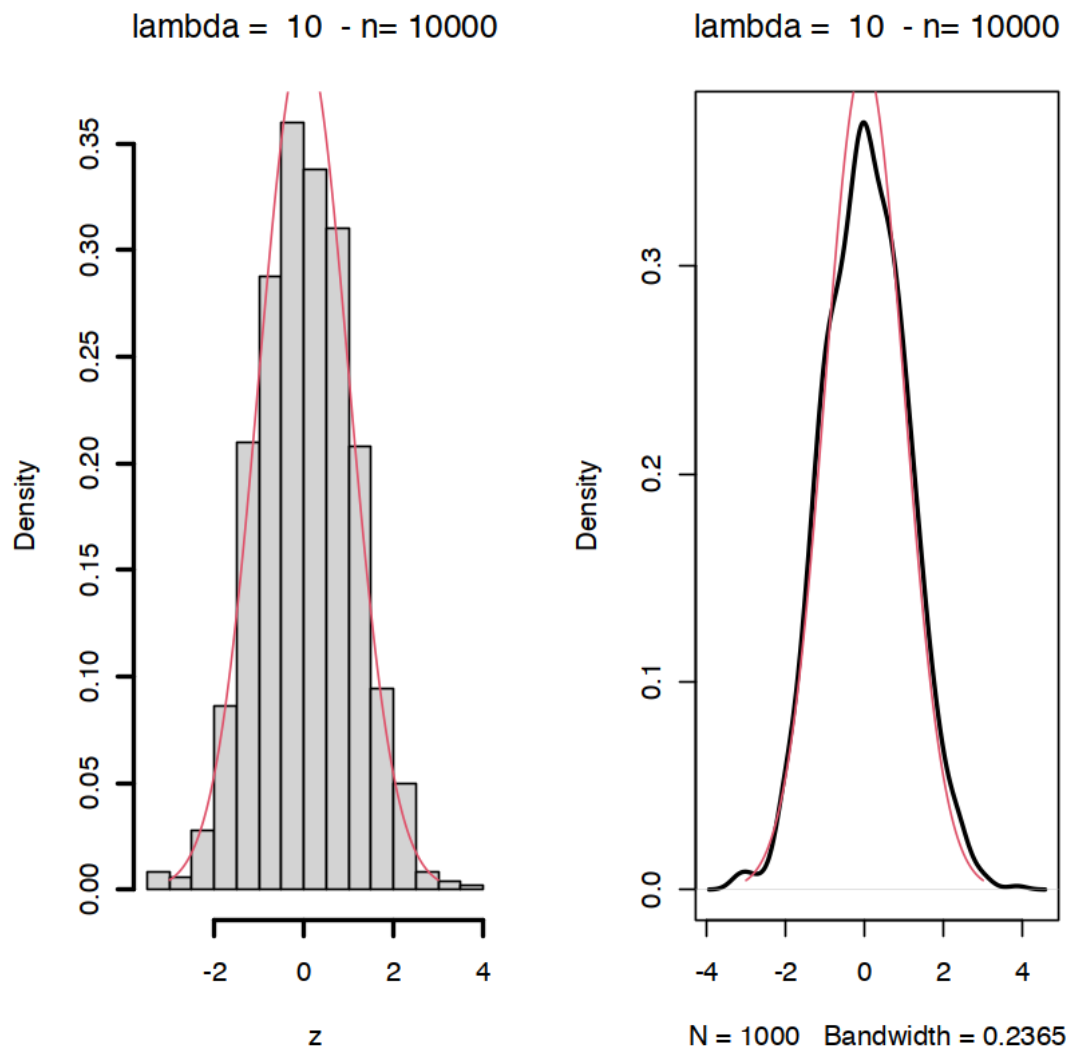 lambda =  10  - n= 10000
Density
0.35
0.30
0.25
0.20
0.15
0.10
0.05
0.00
-2 0 2 4
z
lambda =  10  - n= 10000
Density
0.3
0.2
0.1
0.0
-4 -2 0 2 4
N = 1000   Bandwidth = 0.2365